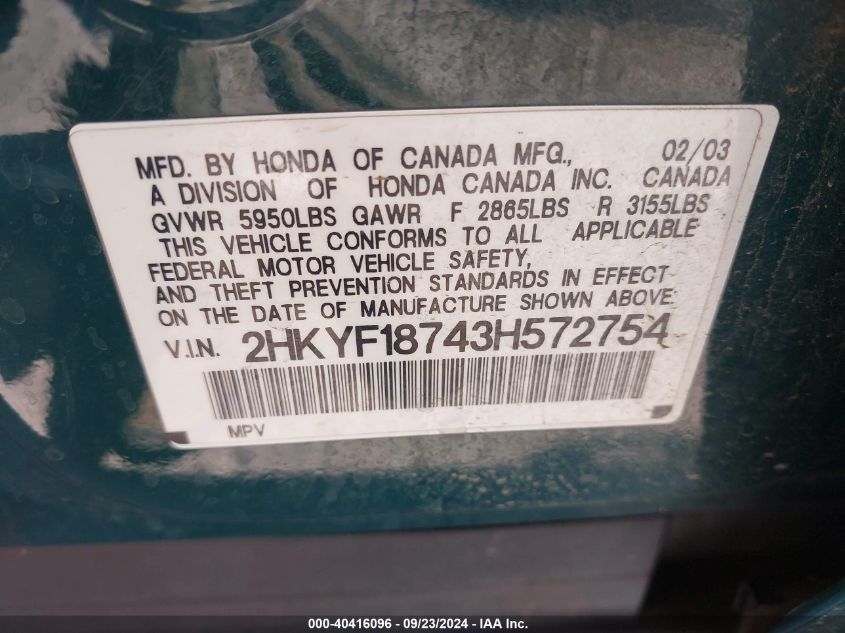 MFD. BY HONDA OF CANADA MFG., 02/03
A DIVISION OF HONDA CANADA INC. CANADA
GVWR 5950LBS GAWR F 2865LBS R 3155LBS
THIS VEHICLE CONFORMS TO ALL APPLICABLE
FEDERAL MOTOR VEHICLE SAFETY,
AND THEFT PREVENTION STANDARDS IN EFFECT
ON THE DATE OF MANUFACTURE SHOWN ABOVE:
V.I.N. 2HKYF18743H572754
MPV
000-40416096 - 09/23/2024 - IAA Inc.